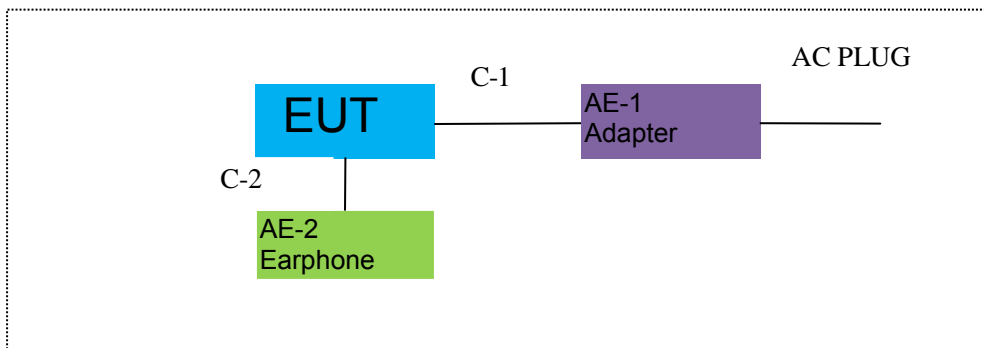 AC PLUG
C-1
EUT
AE-1
Adapter
C-2
AE-2
Earphone